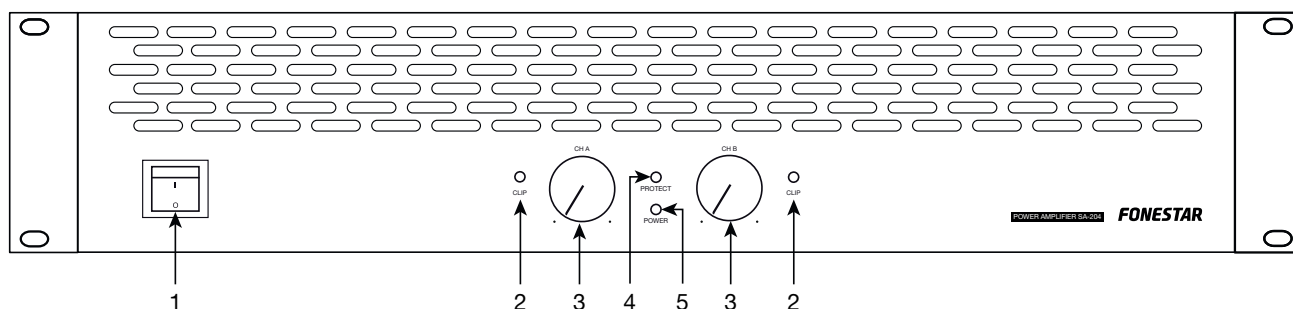 CH A
CH B
CLIP
PROTECT
CLIP
I
O
POWER
POWER AMPLIFIER SA-204
FONESTAR
1
2
3
4
5
3
2